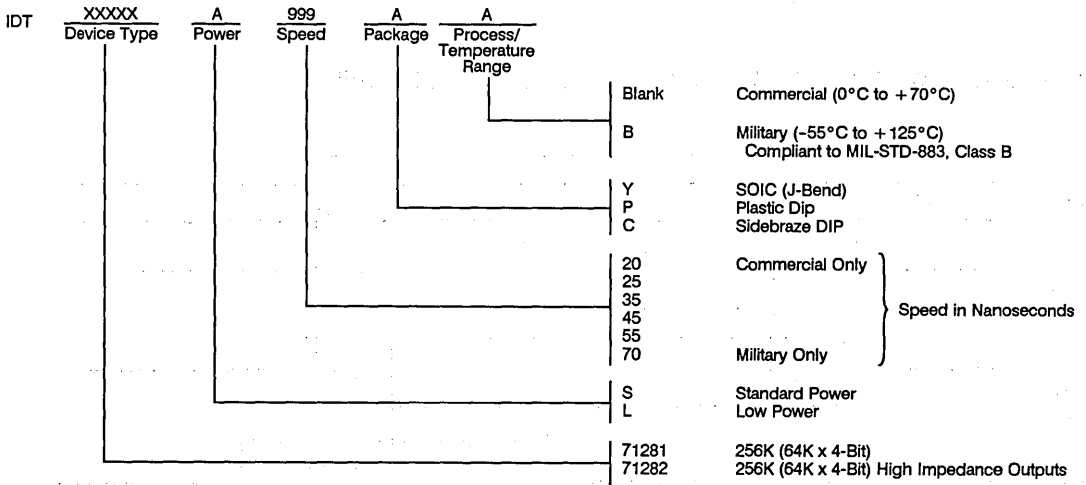 IDT XXXXX A 999 A A
Device Type Power Speed Package Process/
Temperature
Range
Blank Commercial (0°C to +70°C)
B Military (-55°C to +125°C)
Compliant to MIL-STD-883, Class B
Y SOIC (J-Bend)
P Plastic Dip
C Sidebraze DIP
20 Commercial Only
25
35
45
55
70 Military Only
Speed in Nanoseconds
S Standard Power
L Low Power
71281 256K (64K x 4-Bit)
71282 256K (64K x 4-Bit) High Impedance Outputs